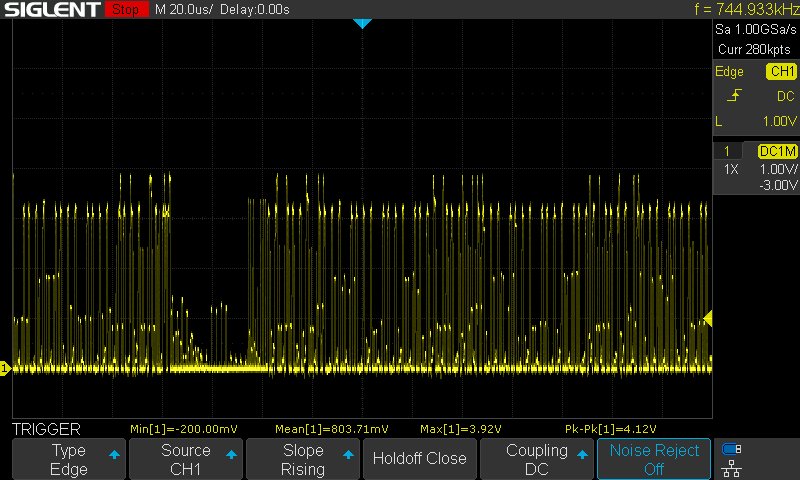 SIGLENT Stop M 20.0us/ Delay:0.00s f = 744.933kHz
Sa 1.00GSa/s
Curr 280kpts
Edge CH1
DC
L 1.00V
1 DC1M
1X 1.00V/
-3.00V
1
TRIGGER Min[1]=-200.00mV Mean[1]=803.71mV Max[1]=3.92V Pk-Pk[1]=4.12V
Type Source Slope Holdoff Close Coupling Noise Reject
Edge CH1 Rising DC Off